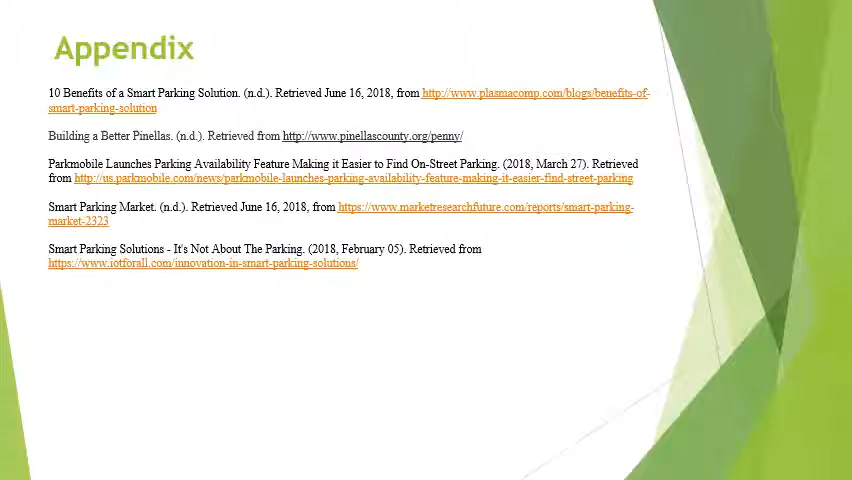 Appendix
10 Benefits of a Smart Parking Solution. (n.d.). Retrieved June 16, 2018, from http://www.plasmacomp.com/blogs/benefits-of-
smart-parking-solution
Building a Better Pinellas. (n.d.). Retrieved from http://www.pinellascounty.org/penny/
Parkmobile Launches Parking Availability Feature Making it Easier to Find On-Street Parking. (2018, March 27). Retrieved
from http://us.parkmobile.com/news/parkmobile-launches-parking-availability-feature-making-it-easier-find-street-parking
Smart Parking Market. (n.d.). Retrieved June 16, 2018, from https://www.marketresearchfuture.com/reports/smart-parking-
market-2323
Smart Parking Solutions - It's Not About The Parking. (2018, February 05). Retrieved from
https://www.iotforall.com/innovation-in-smart-parking-solutions/